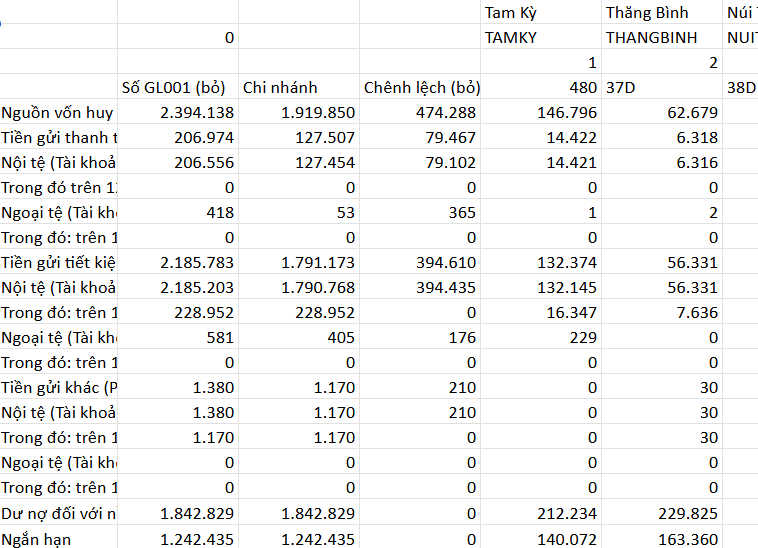 Tam Kỳ Thăng Bình Núi
0 TAMKY THANGBINH NUIT
1 2
Số GL001 (bỏ) Chi nhánh Chênh lệch (bỏ) 480 37D 38D
Nguồn vốn huy 2.394.138 1.919.850 474.288 146.796 62.679
Tiền gửi thanh 206.974 127.507 79.467 14.422 6.318
Nội tệ (Tài khoả 206.556 127.454 79.102 14.421 6.316
Trong đó trên 1 0 0 0 0 0
Ngoại tệ (Tài kh 418 53 365 1 2
Trong đó: trên 1 0 0 0 0 0
Tiền gửi tiết kiệ 2.185.783 1.791.173 394.610 132.374 56.331
Nội tệ (Tài khoả 2.185.203 1.790.768 394.435 132.145 56.331
Trong đó: trên 1 228.952 228.952 0 16.347 7.636
Ngoại tệ (Tài kh 581 405 176 229 0
Trong đó: trên 1 0 0 0 0 0
Tiền gửi khác (P 1.380 1.170 210 0 30
Nội tệ (Tài khoả 1.380 1.170 210 0 30
Trong đó: trên 1 1.170 1.170 0 0 30
Ngoại tệ (Tài kh 0 0 0 0 0
Trong đó: trên 1 0 0 0 0 0
Dư nợ đối với n 1.842.829 1.842.829 0 212.234 229.825
Ngắn hạn 1.242.435 1.242.435 0 140.072 163.360